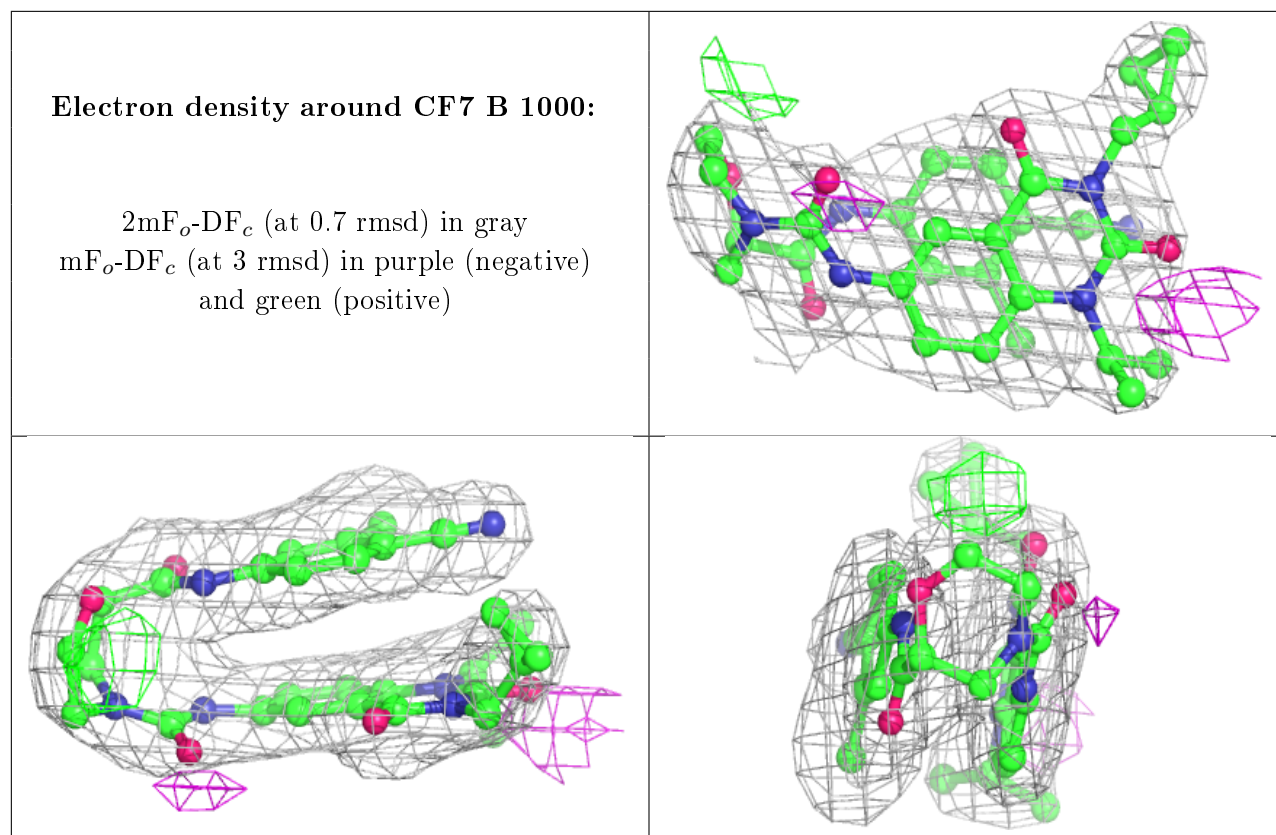 Electron density around CF7 B 1000:
2mFₒ-DF𝒸 (at 0.7 rmsd) in gray
mFₒ-DF𝒸 (at 3 rmsd) in purple (negative)
and green (positive)